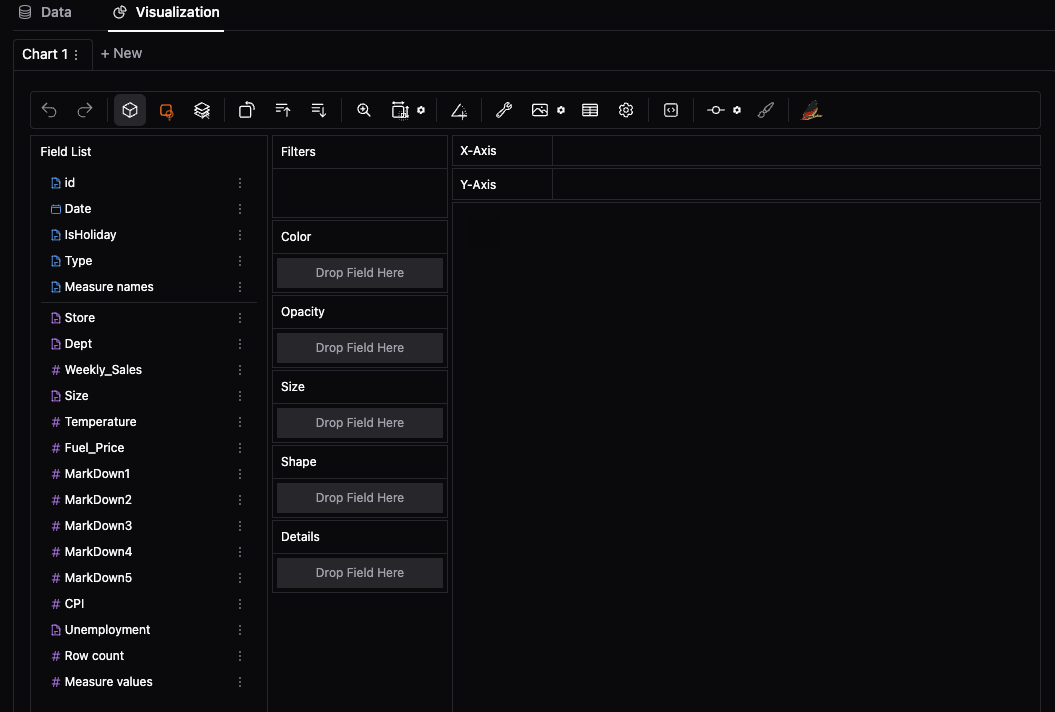 Data
Visualization
Chart 1
+ New
Field List
id
Date
IsHoliday
Type
Measure names
Store
Dept
Weekly_Sales
Size
Temperature
Fuel_Price
MarkDown1
MarkDown2
MarkDown3
MarkDown4
MarkDown5
CPI
Unemployment
Row count
Measure values
Filters
Color
Drop Field Here
Opacity
Drop Field Here
Size
Drop Field Here
Shape
Drop Field Here
Details
Drop Field Here
X-Axis
Y-Axis